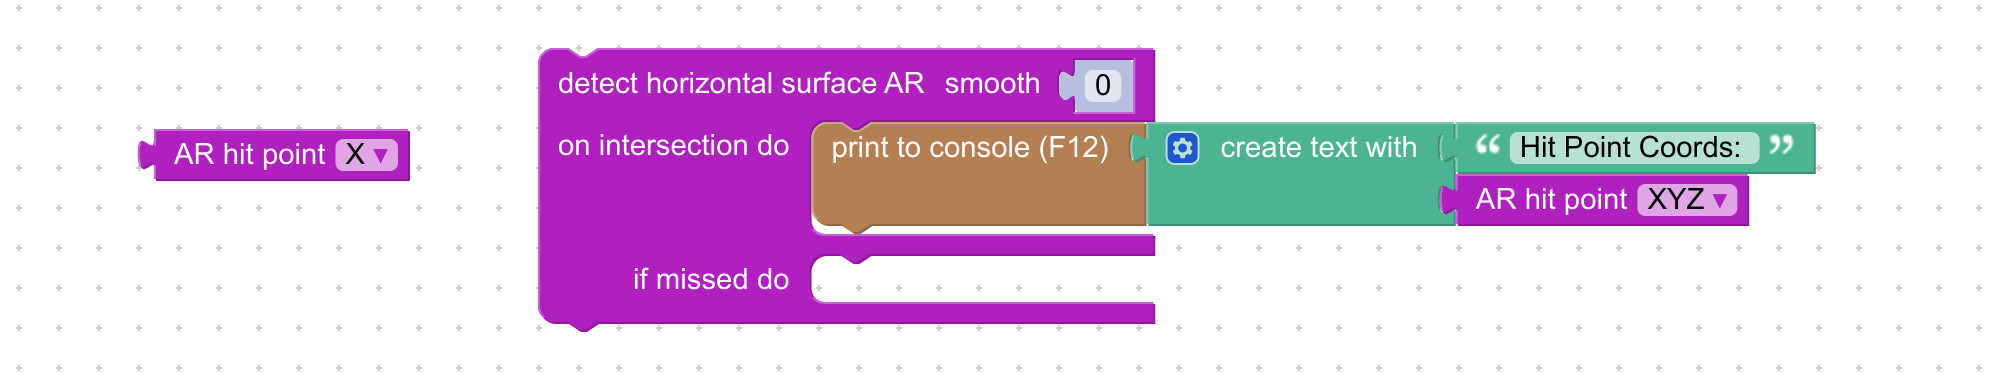 AR hit point X ▾
detect horizontal surface AR smooth 0
on intersection do print to console (F12) create text with “ Hit Point Coords: ”
AR hit point XYZ ▾
if missed do